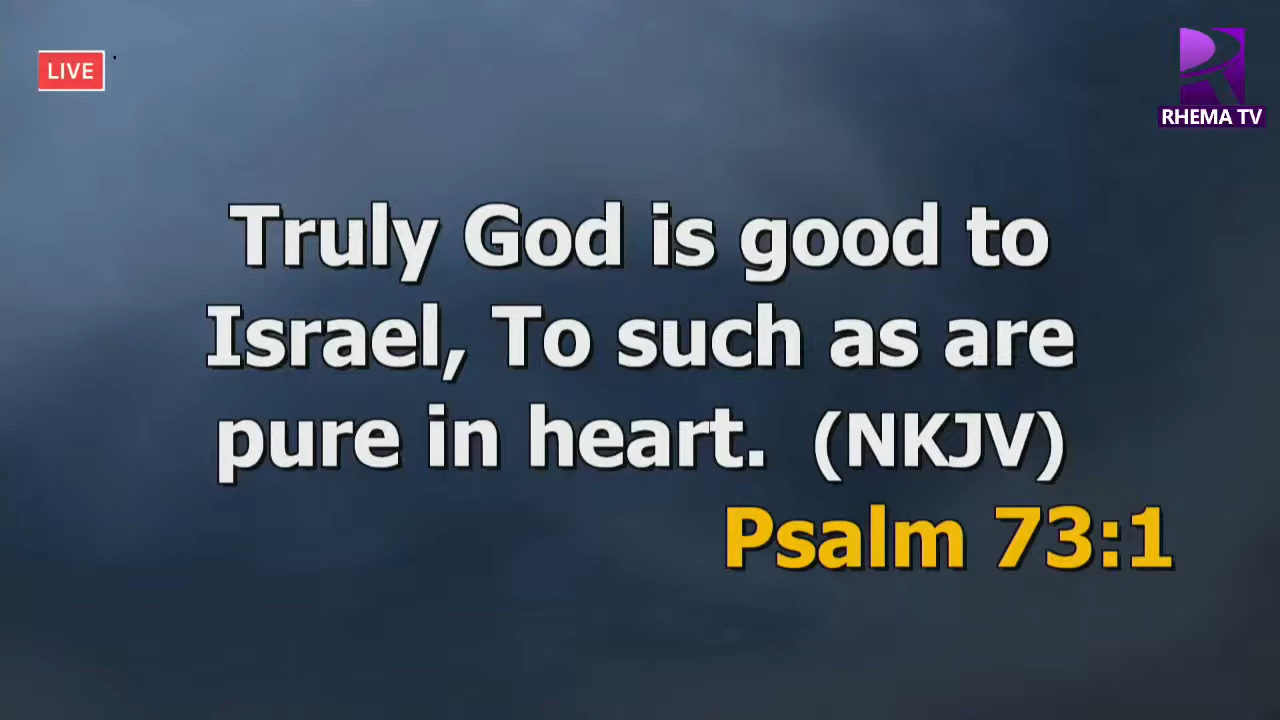 LIVE
RHEMA TV
Truly God is good to
Israel, To such as are
pure in heart. (NKJV)
Psalm 73:1